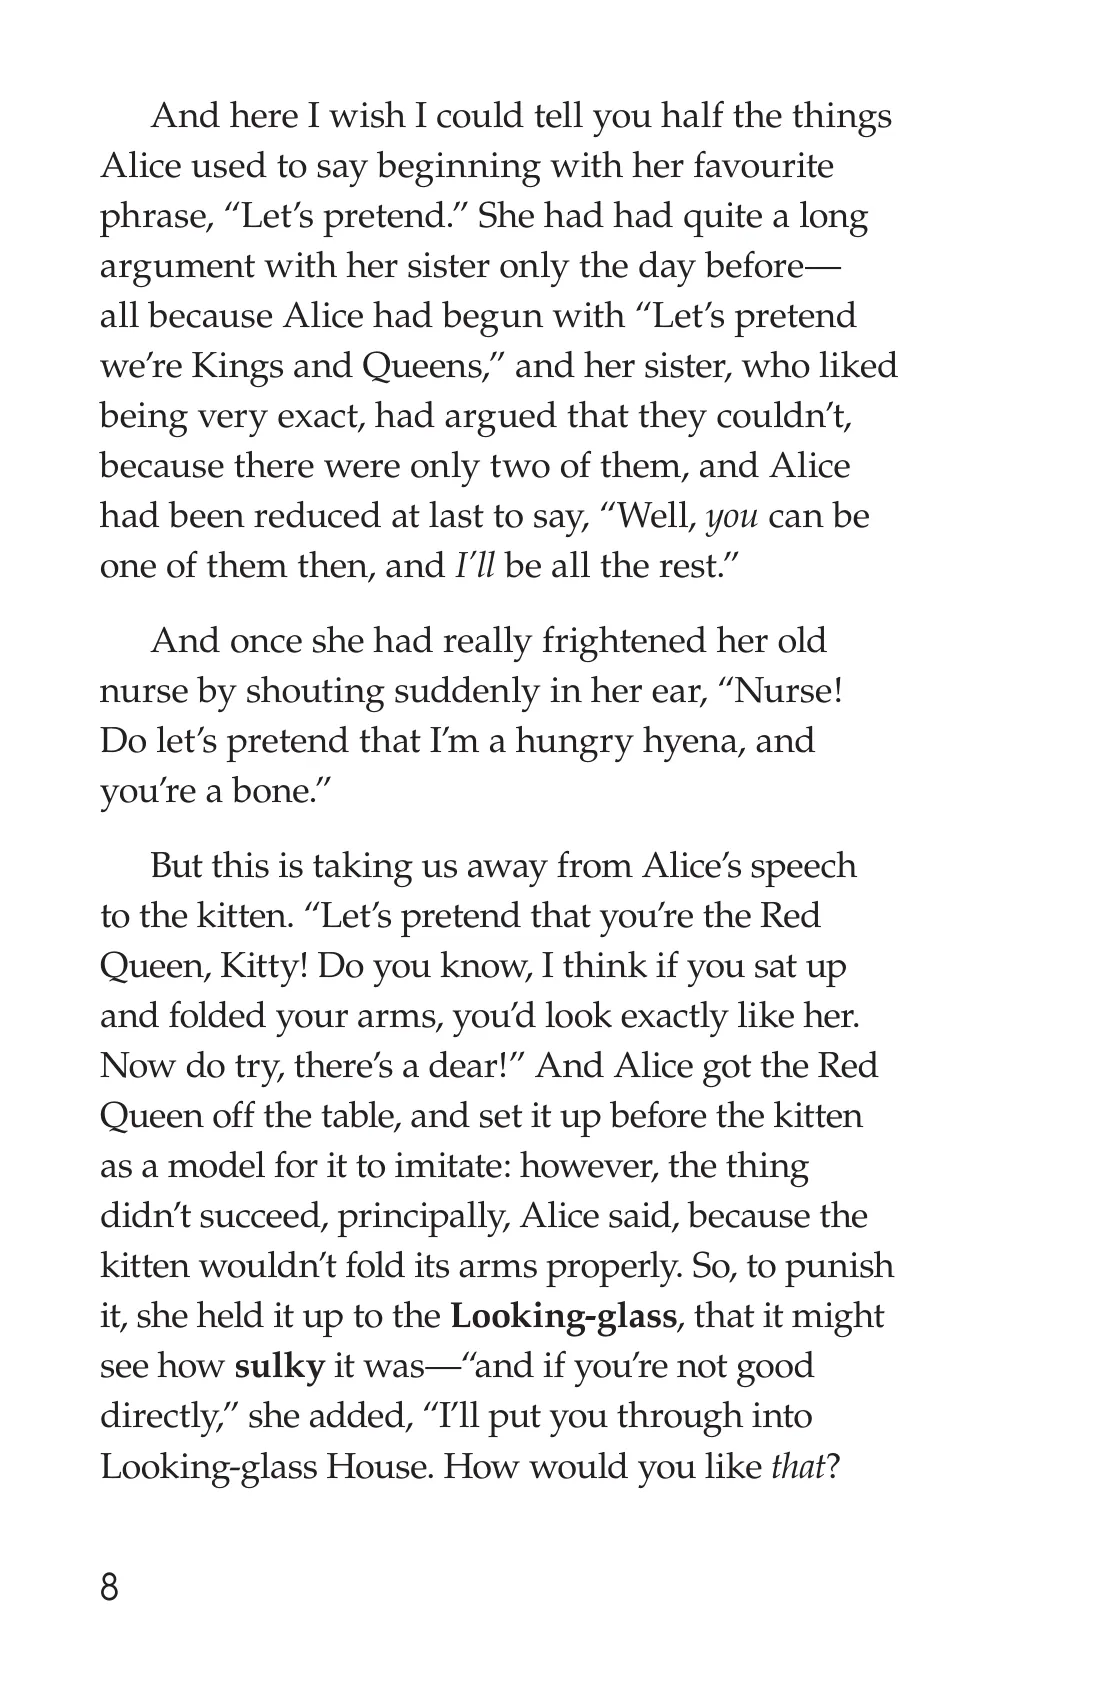 And here I wish I could tell you half the things
Alice used to say beginning with her favourite
phrase, “Let’s pretend.” She had had quite a long
argument with her sister only the day before—
all because Alice had begun with “Let’s pretend
we’re Kings and Queens,” and her sister, who liked
being very exact, had argued that they couldn’t,
because there were only two of them, and Alice
had been reduced at last to say, “Well, you can be
one of them then, and I’ll be all the rest.”
And once she had really frightened her old
nurse by shouting suddenly in her ear, “Nurse!
Do let’s pretend that I’m a hungry hyena, and
you’re a bone.”
But this is taking us away from Alice’s speech
to the kitten. “Let’s pretend that you’re the Red
Queen, Kitty! Do you know, I think if you sat up
and folded your arms, you’d look exactly like her.
Now do try, there’s a dear!” And Alice got the Red
Queen off the table, and set it up before the kitten
as a model for it to imitate: however, the thing
didn’t succeed, principally, Alice said, because the
kitten wouldn’t fold its arms properly. So, to punish
it, she held it up to the Looking-glass, that it might
see how sulky it was—“and if you’re not good
directly,” she added, “I’ll put you through into
Looking-glass House. How would you like that?
8